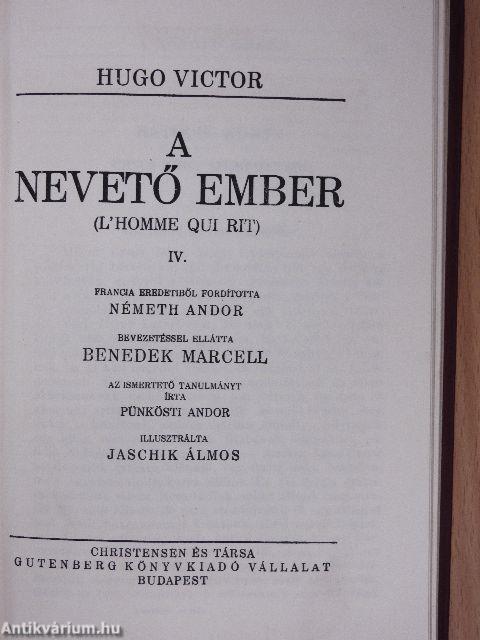 HUGO VICTOR
A
NEVETŐ EMBER
(L'HOMME QUI RIT)
IV.
FRANCIA EREDETIBŐL FORDÍTOTTA
NÉMETH ANDOR
BEVEZETÉSSEL ELLÁTTA
BENEDEK MARCELL
AZ ISMERTETŐ TANULMÁNYT
ÍRTA
PÜNKÖSTI ANDOR
ILLUSZTRÁLTA
JASCHIK ÁLMOS
CHRISTENSEN ÉS TÁRSA
GUTENBERG KÖNYVKIADÓ VÁLLALAT
BUDAPEST
Antikvárium.hu